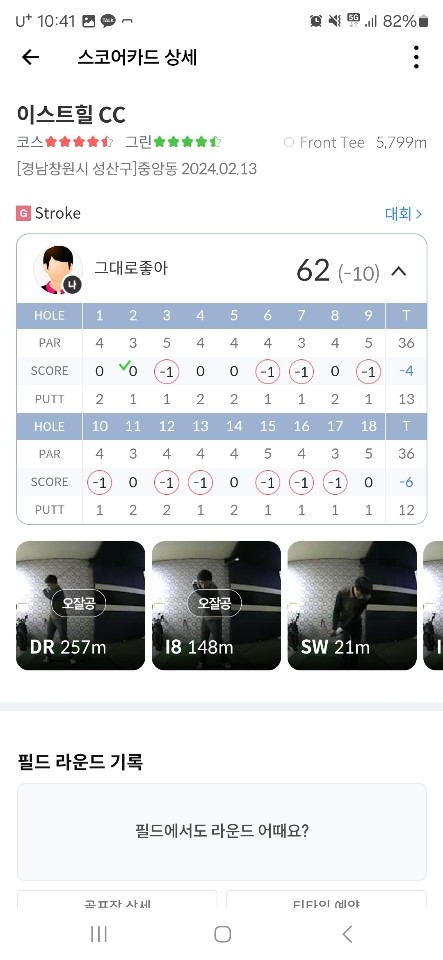 U⁺ 10:41 TALK 5G 82%
스코어카드 상세
이스트힐 CC
코스 그린 Front Tee 5,799m
[경남창원시 성산구]중앙동 2024.02.13
G Stroke 대회 >
나 그대로좋아 62 (-10)
HOLE 1 2 3 4 5 6 7 8 9 T
PAR 4 3 5 4 4 4 3 4 5 36
SCORE 0 0 -1 0 0 -1 -1 0 -1 -4
PUTT 2 1 1 2 2 1 1 2 1 13
HOLE 10 11 12 13 14 15 16 17 18 T
PAR 4 3 4 4 4 5 4 3 5 36
SCORE -1 0 -1 -1 0 -1 -1 -1 0 -6
PUTT 1 2 2 1 2 1 1 1 1 12
오잘공 오잘공
DR 257m I8 148m SW 21m I
필드 라운드 기록
필드에서도 라운드 어때요?
골프장 상세 티타임 예약